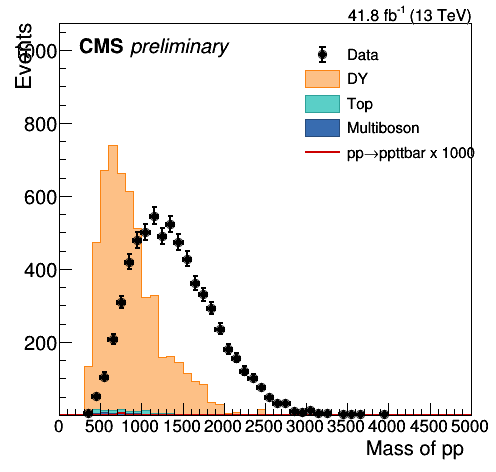 41.8 fb⁻¹ (13 TeV)
Events
CMS preliminary
Data
DY
Top
Multiboson
pp→ppttbar x 1000
1000
800
600
400
200
0 500 1000 1500 2000 2500 3000 3500 4000 4500 5000
Mass of pp